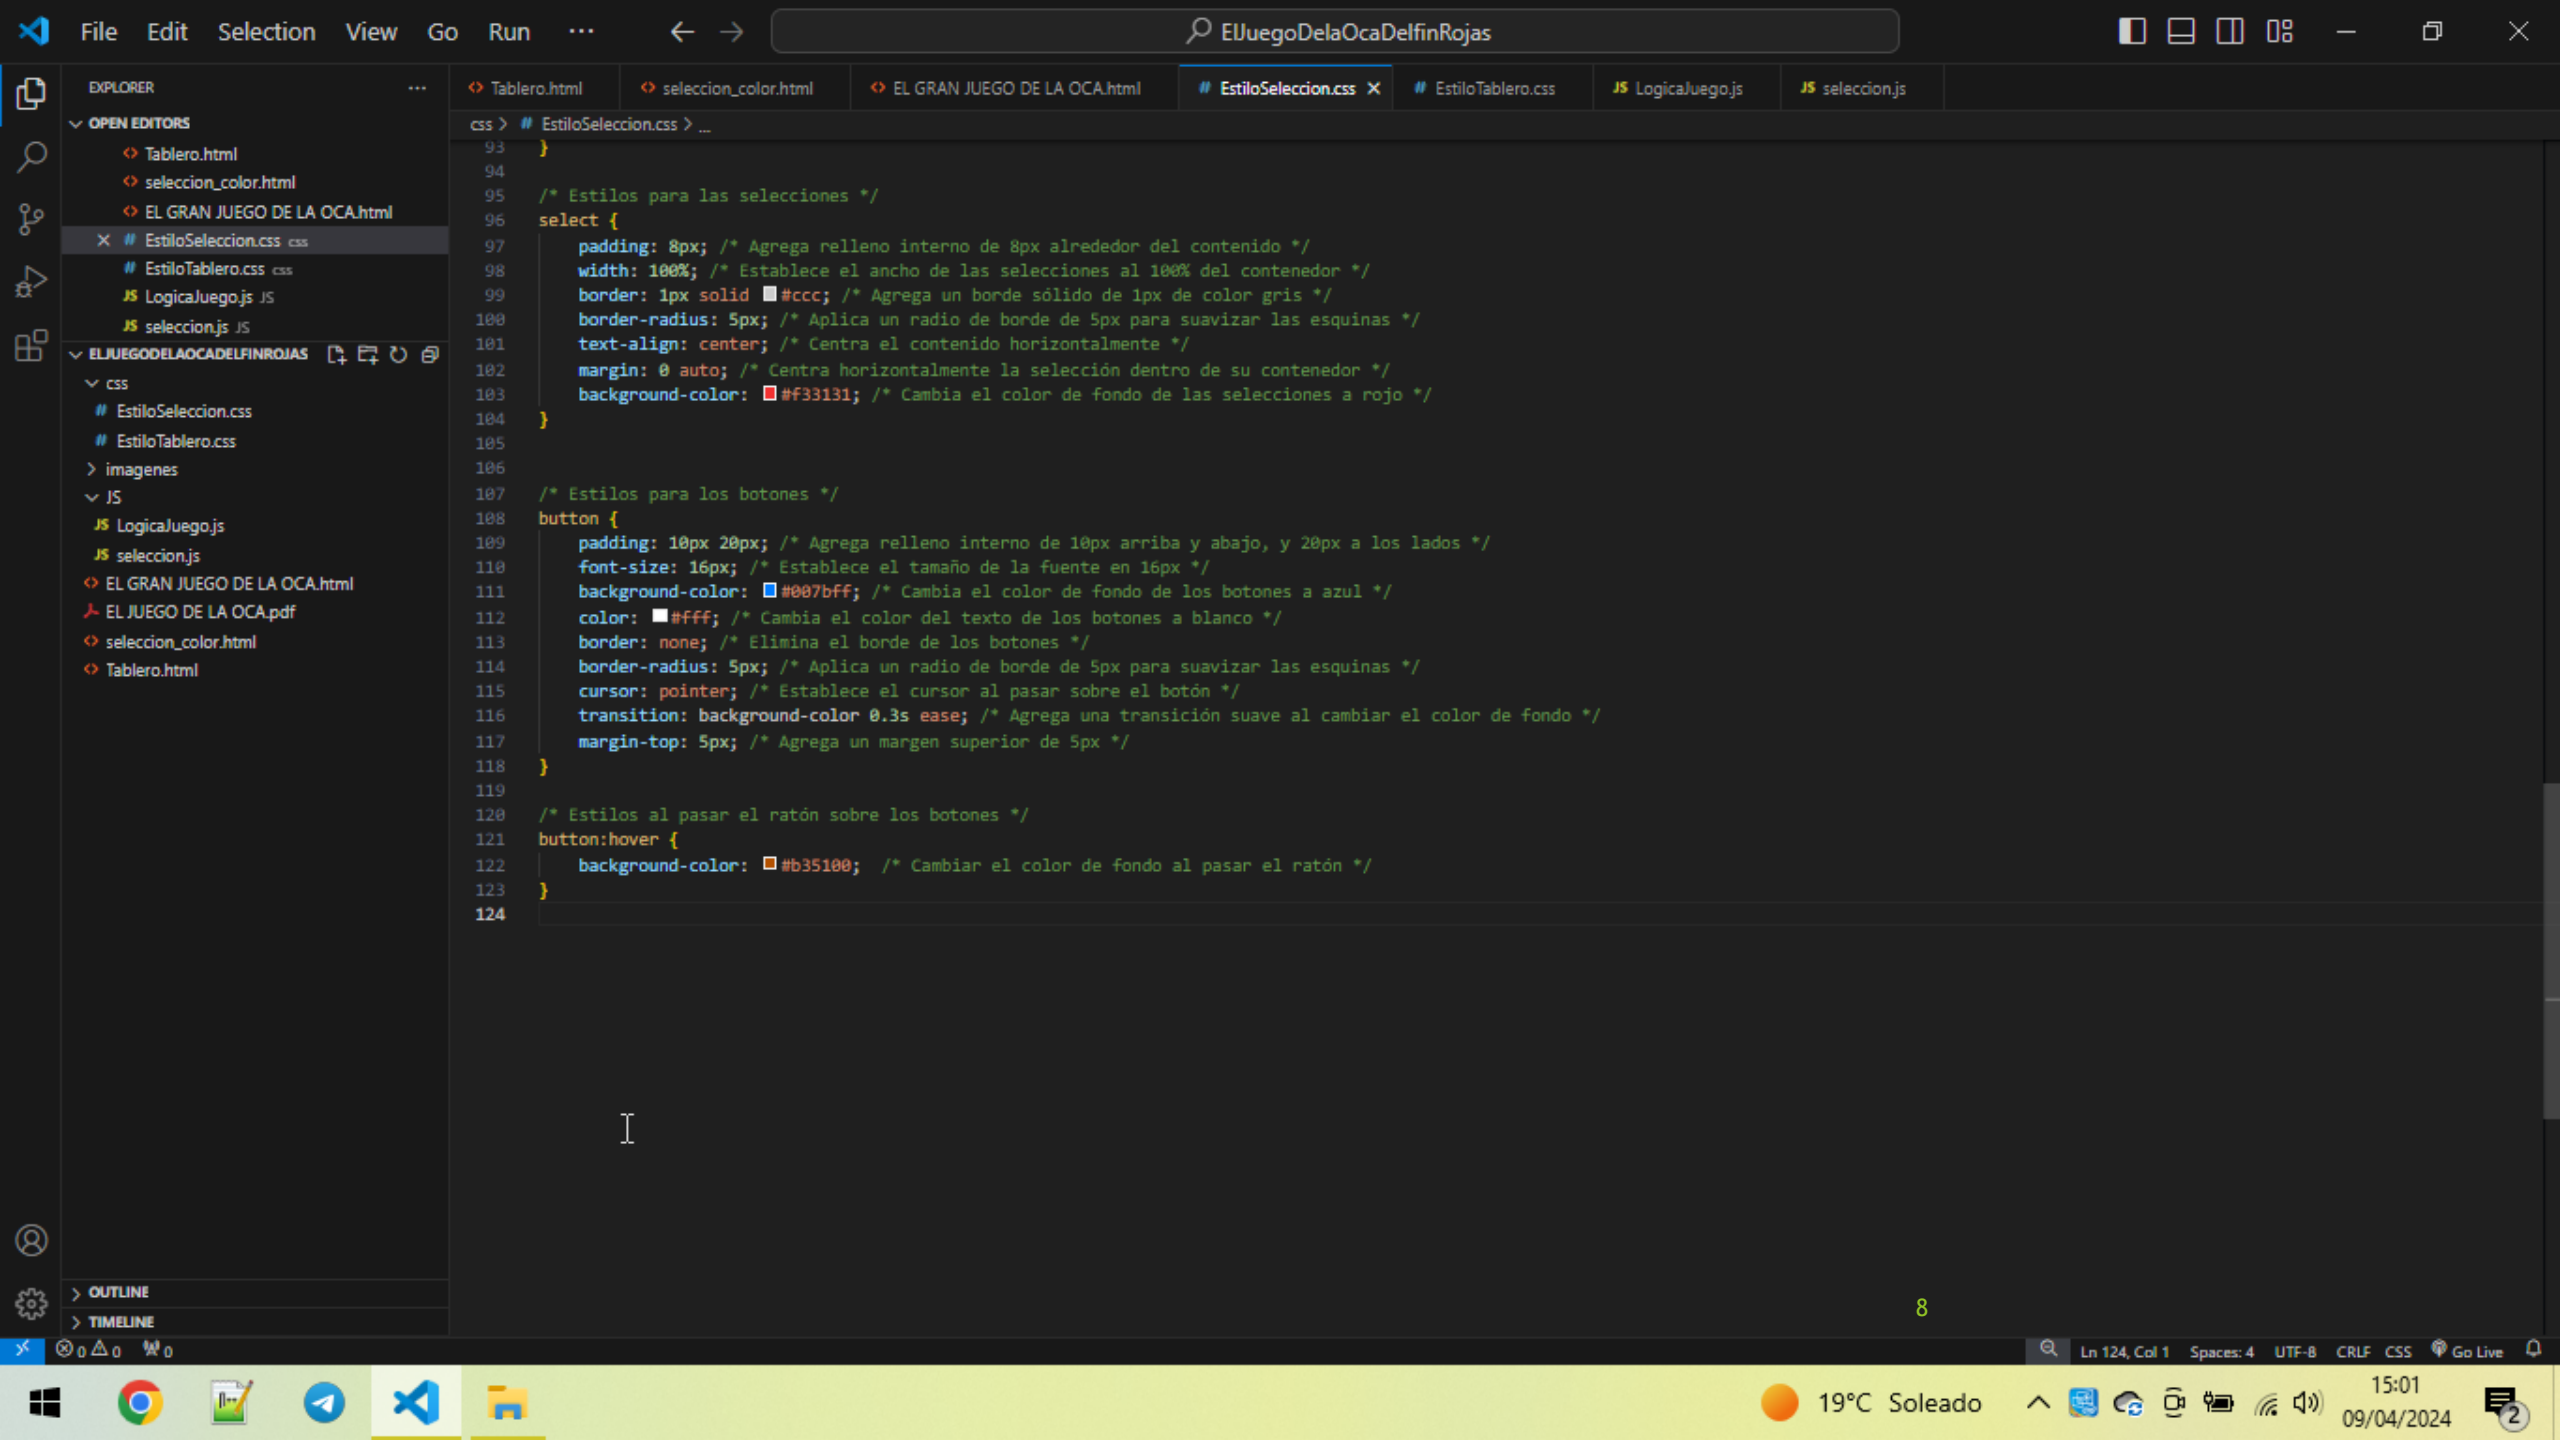 File Edit Selection View Go Run ···
ElJuegoDelaOcaDelfinRojas
EXPLORER
OPEN EDITORS
Tablero.html
seleccion_color.html
EL GRAN JUEGO DE LA OCA.html
EstiloSeleccion.css css
EstiloTablero.css css
LogicaJuego.js JS
seleccion.js JS
ELJUEGODELAOCADELFINROJAS
css
EstiloSeleccion.css
EstiloTablero.css
imagenes
JS
LogicaJuego.js
seleccion.js
EL GRAN JUEGO DE LA OCA.html
EL JUEGO DE LA OCA.pdf
seleccion_color.html
Tablero.html
OUTLINE
TIMELINE
Tablero.html seleccion_color.html EL GRAN JUEGO DE LA OCA.html EstiloSeleccion.css EstiloTablero.css LogicaJuego.js seleccion.js
css > # EstiloSeleccion.css > ...
93 }
94
95 /* Estilos para las selecciones */
96 select {
97 padding: 8px; /* Agrega relleno interno de 8px alrededor del contenido */
98 width: 100%; /* Establece el ancho de las selecciones al 100% del contenedor */
99 border: 1px solid #ccc; /* Agrega un borde sólido de 1px de color gris */
100 border-radius: 5px; /* Aplica un radio de borde de 5px para suavizar las esquinas */
101 text-align: center; /* Centra el contenido horizontalmente */
102 margin: 0 auto; /* Centra horizontalmente la selección dentro de su contenedor */
103 background-color: #f33131; /* Cambia el color de fondo de las selecciones a rojo */
104 }
105
106
107 /* Estilos para los botones */
108 button {
109 padding: 10px 20px; /* Agrega relleno interno de 10px arriba y abajo, y 20px a los lados */
110 font-size: 16px; /* Establece el tamaño de la fuente en 16px */
111 background-color: #007bff; /* Cambia el color de fondo de los botones a azul */
112 color: #fff; /* Cambia el color del texto de los botones a blanco */
113 border: none; /* Elimina el borde de los botones */
114 border-radius: 5px; /* Aplica un radio de borde de 5px para suavizar las esquinas */
115 cursor: pointer; /* Establece el cursor al pasar sobre el botón */
116 transition: background-color 0.3s ease; /* Agrega una transición suave al cambiar el color de fondo */
117 margin-top: 5px; /* Agrega un margen superior de 5px */
118 }
119
120 /* Estilos al pasar el ratón sobre los botones */
121 button:hover {
122 background-color: #b35100; /* Cambiar el color de fondo al pasar el ratón */
123 }
124
8
0 0 0
Ln 124, Col 1 Spaces: 4 UTF-8 CRLF CSS Go Live
19°C Soleado
15:01
09/04/2024
2